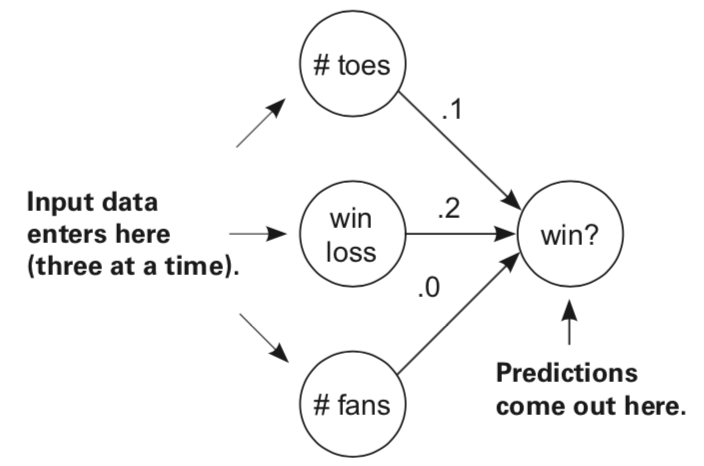 # toes
.1
Input data
enters here
(three at a time).
win
loss
.2
win?
.0
# fans
Predictions
come out here.